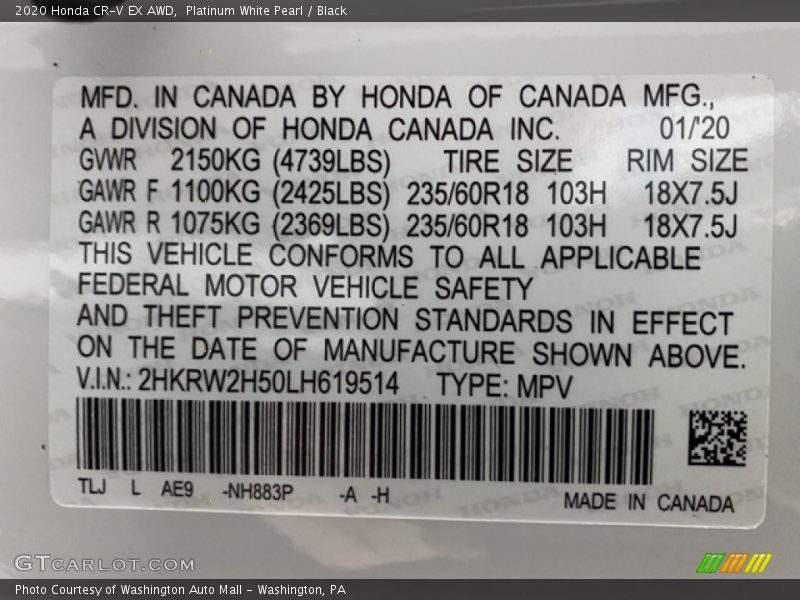 2020 Honda CR-V EX AWD, Platinum White Pearl / Black
MFD. IN CANADA BY HONDA OF CANADA MFG.,
A DIVISION OF HONDA CANADA INC. 01/'20
GVWR 2150KG (4739LBS) TIRE SIZE RIM SIZE
GAWR F 1100KG (2425LBS) 235/60R18 103H 18X7.5J
GAWR R 1075KG (2369LBS) 235/60R18 103H 18X7.5J
THIS VEHICLE CONFORMS TO ALL APPLICABLE
FEDERAL MOTOR VEHICLE SAFETY
AND THEFT PREVENTION STANDARDS IN EFFECT
ON THE DATE OF MANUFACTURE SHOWN ABOVE.
V.I.N.: 2HKRW2H50LH619514 TYPE: MPV
TLJ L AE9 -NH883P -A -H
MADE IN CANADA
GTCARLOT.COM
Photo Courtesy of Washington Auto Mall - Washington, PA